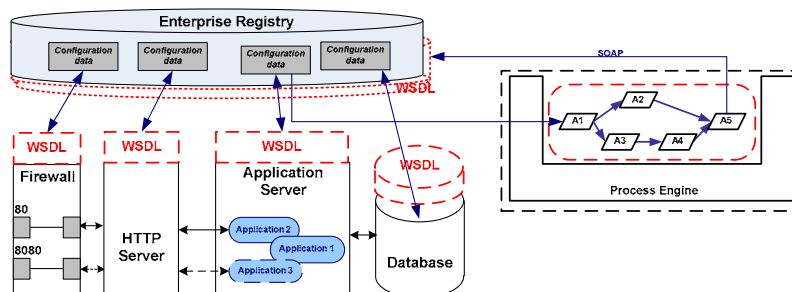 Enterprise Registry
Configuration
data
Configuration
data
Configuration
data
Configuration
data
WSDL
SOAP
A1
A2
A3
A4
A5
Process Engine
WSDL
WSDL
WSDL
WSDL
Firewall
80
8080
HTTP
Server
Application
Server
Application 2
Application 1
Application 3
Database